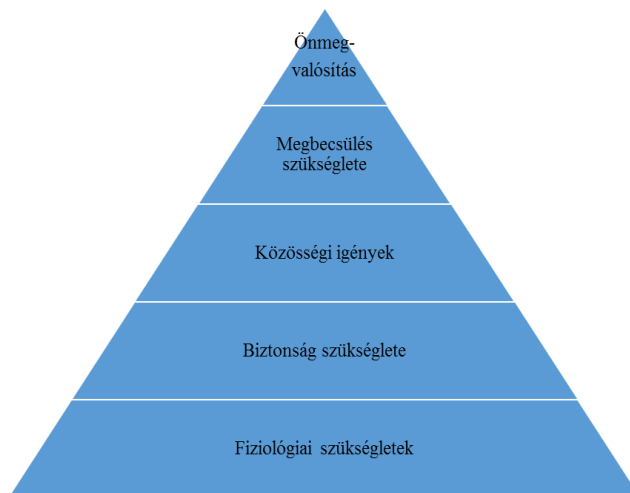 Önmeg-
valósítás
Megbecsülés
szükséglete
Közösségi igények
Biztonság szükséglete
Fiziológiai szükségletek